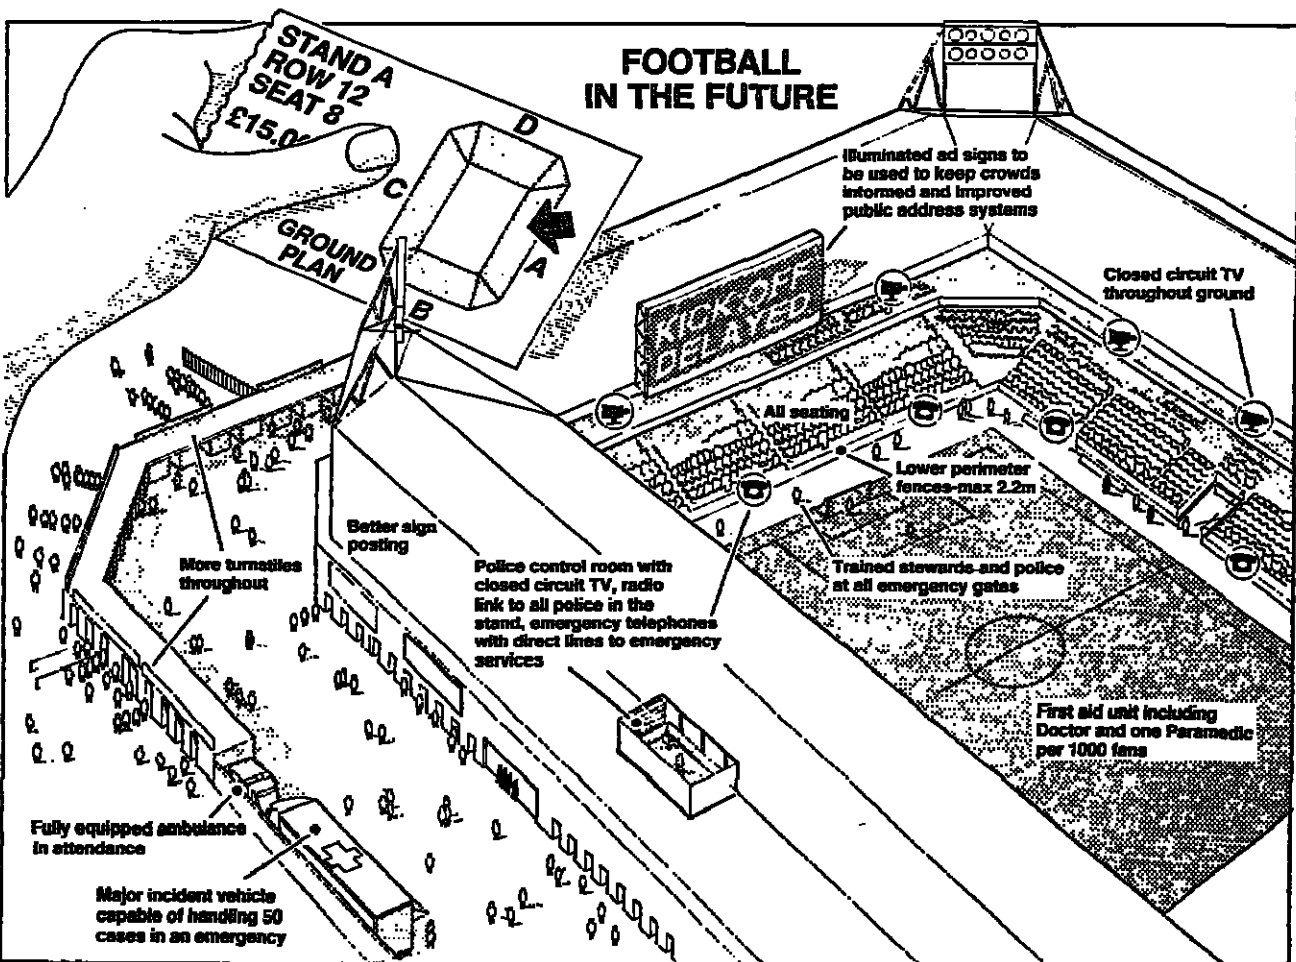 FOOTBALL
IN THE FUTURE
STAND A
ROW 12
SEAT 8
£15.0
D
C
A
B
GROUND
PLAN
Illuminated ad signs to
be used to keep crowds
informed and improved
public address systems
KICK OFF
DELAYED
Closed circuit TV
throughout ground
All seating
Lower perimeter
fences-max 2.2m
Better sign
posting
More turnstiles
throughout
Police control room with
closed circuit TV, radio
link to all police in the
stand, emergency telephones
with direct lines to emergency
services
Trained stewards and police
at all emergency gates
First aid unit including
Doctor and one Paramedic
per 1000 fans
Fully equipped ambulance
in attendance
Major incident vehicle
capable of handling 50
cases in an emergency